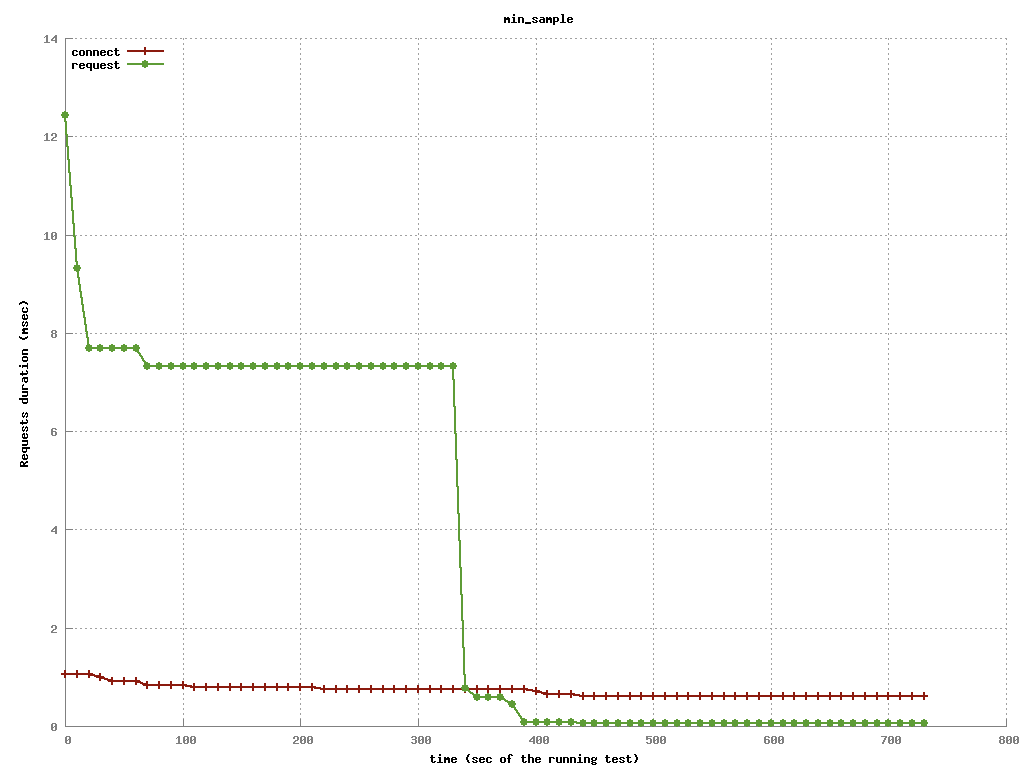 min_sample
connect
request
14
12
10
8
6
4
2
0
Requests duration (msec)
0 100 200 300 400 500 600 700 800
time (sec of the running test)